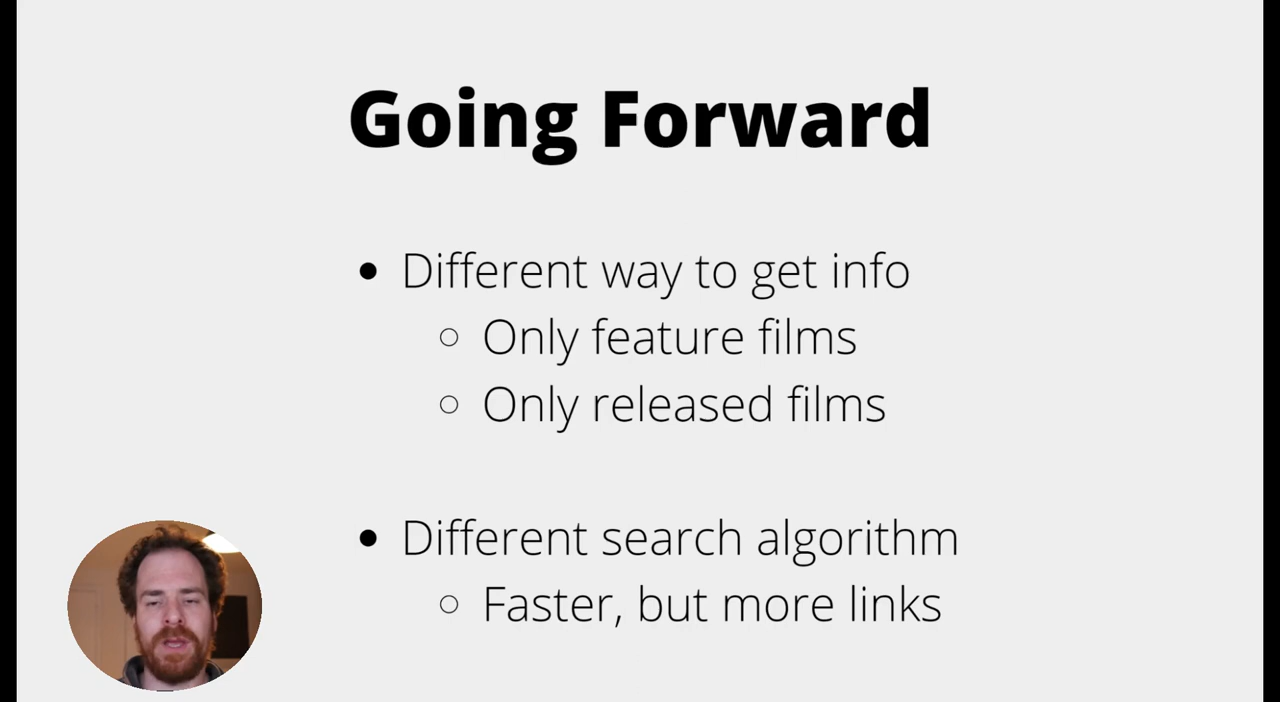 Going Forward
Different way to get info
Only feature films
Only released films
Different search algorithm
Faster, but more links